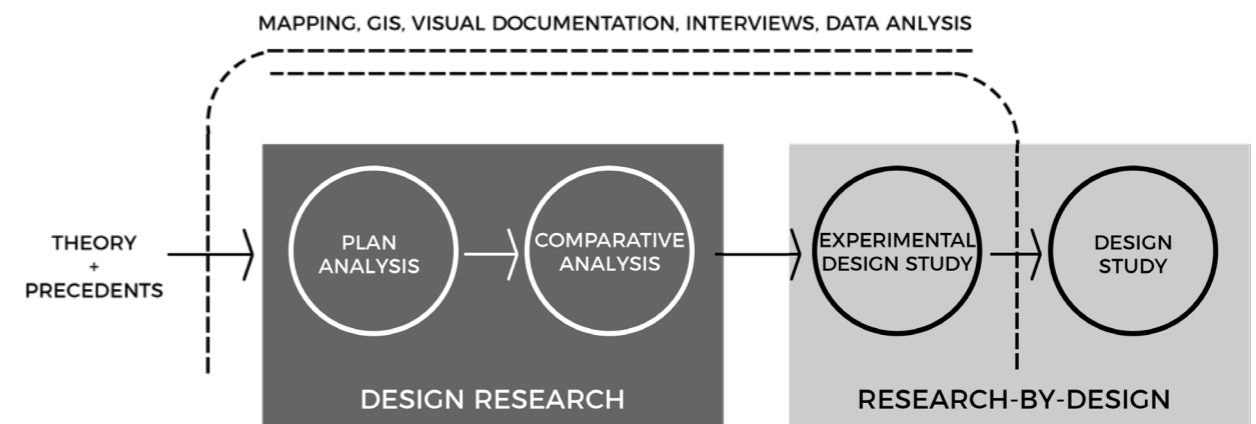 MAPPING, GIS, VISUAL DOCUMENTATION, INTERVIEWS, DATA ANLYSIS
THEORY
+
PRECEDENTS
PLAN
ANALYSIS
COMPARATIVE
ANALYSIS
EXPERIMENTAL
DESIGN STUDY
DESIGN
STUDY
DESIGN RESEARCH
RESEARCH-BY-DESIGN